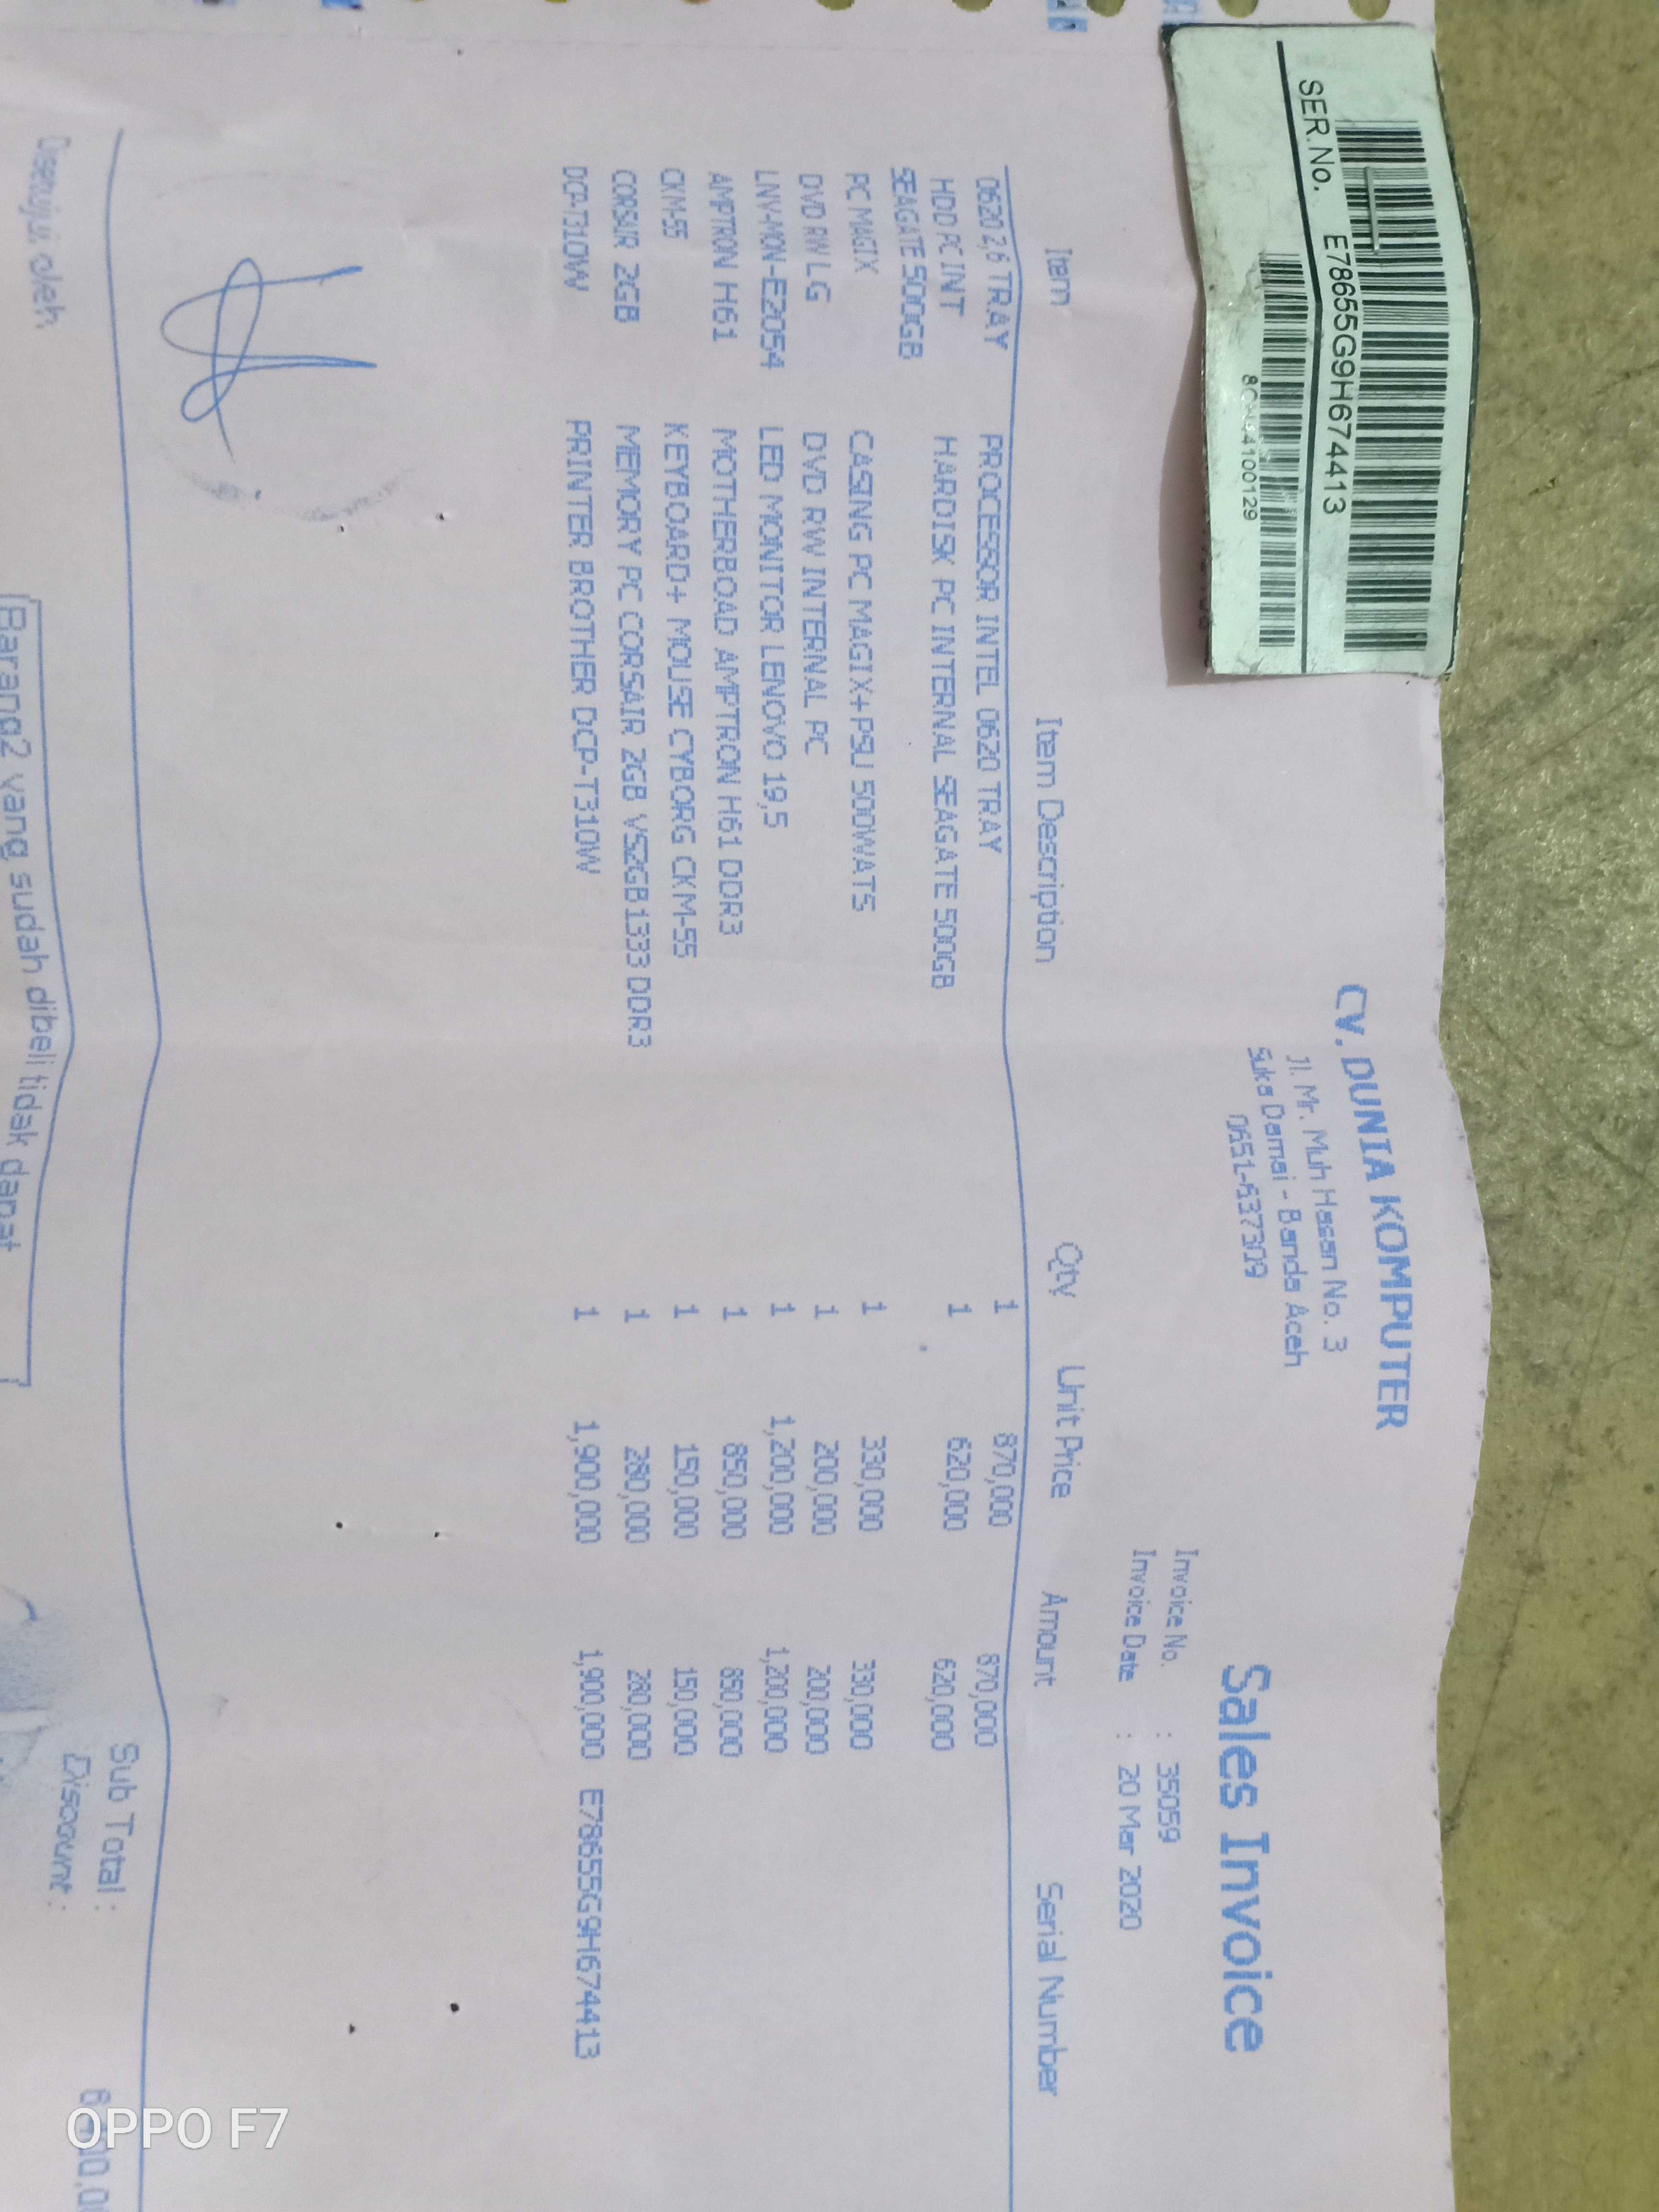 SER.No. E78655G9H674413
CV. DUNIA KOMPUTER
Jl. Mr. Muh Hasan No. 3
Suka Damai - Banda Aceh
0651-637309
Sales Invoice
Invoice No. : 35059
Invoice Date : 20 Mar 2020
Item Item Description Qty Unit Price Amount Serial Number
0620 2,6 TRAY PROCESSOR INTEL 0620 TRAY 1 870,000 870,000
HDD PC INT HARDISK PC INTERNAL SEAGATE 500GB 1 620,000 620,000
SEAGATE 500GB
PC MAGIX CASING PC MAGIX+PSU 500WATS 1 330,000 330,000
DVD RW LG DVD RW INTERNAL PC 1 200,000 200,000
LNV-MON-E2054 LED MONITOR LENOVO 19,5 1 1,200,000 1,200,000
AMPTRON H61 MOTHERBOAD AMPTRON H61 DDR3 1 850,000 850,000
CKM-55 KEYBOARD+ MOUSE CYBORG CKM-55 1 150,000 150,000
CORSAIR 2GB MEMORY PC CORSAIR 2GB VS2GB1333 DDR3 1 280,000 280,000
DCP-T310W PRINTER BROTHER DCP-T310W 1 1,900,000 1,900,000 E78655G9H674413
Sub Total :
Discount :
Disetujui oleh
Barang2 yang sudah dibeli tidak dapat
OPPO F7